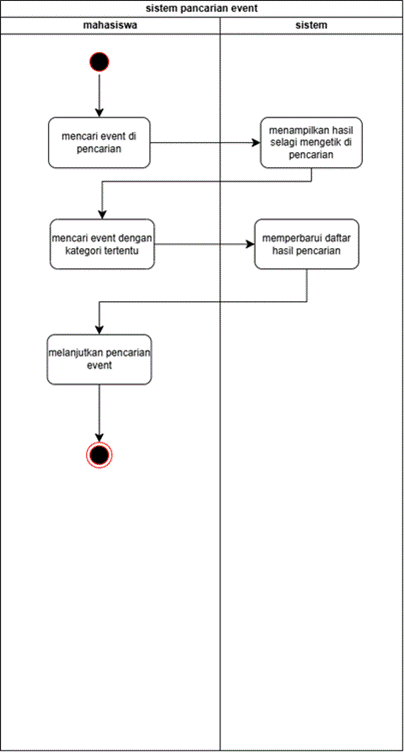 sistem pancarian event
mahasiswa
sistem
mencari event di
pencarian
menampilkan hasil
selagi mengetik di
pencarian
mencari event dengan
kategori tertentu
memperbarui daftar
hasil pencarian
melanjutkan pencarian
event